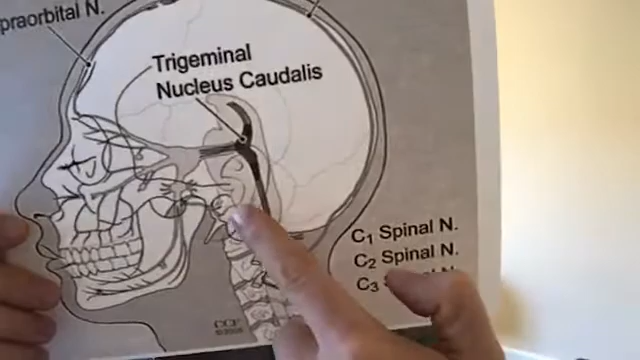 praorbital N.
Trigeminal
Nucleus Caudalis
C₁ Spinal N.
C₂ Spinal N.
C₃